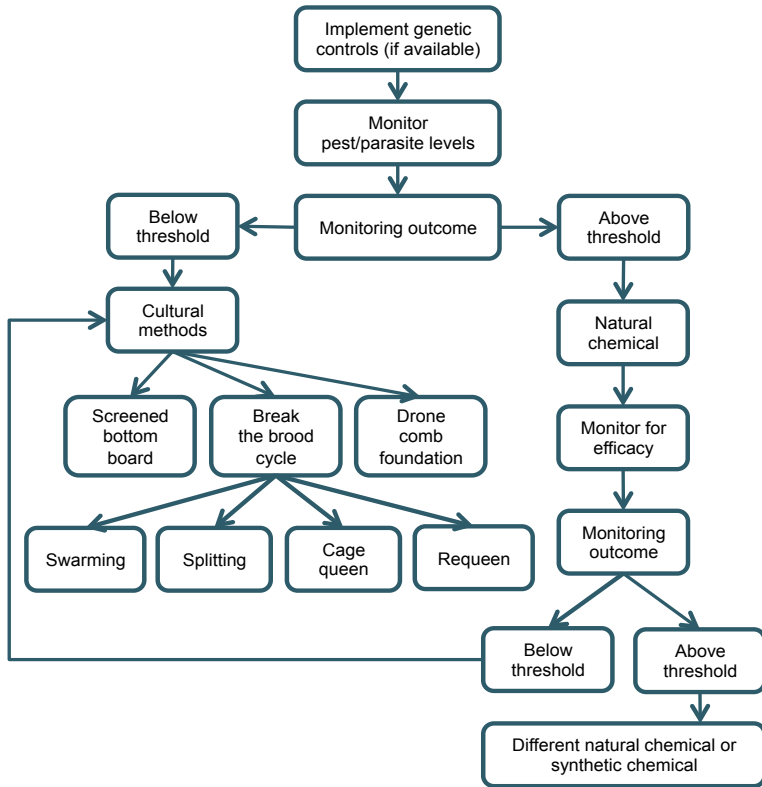 Implement genetic
controls (if available)
Monitor
pest/parasite levels
Monitoring outcome
Below
threshold
Above
threshold
Cultural
methods
Natural
chemical
Screened
bottom
board
Break
the brood
cycle
Drone
comb
foundation
Monitor for
efficacy
Swarming
Splitting
Cage
queen
Requeen
Monitoring
outcome
Below
threshold
Above
threshold
Different natural chemical or
synthetic chemical